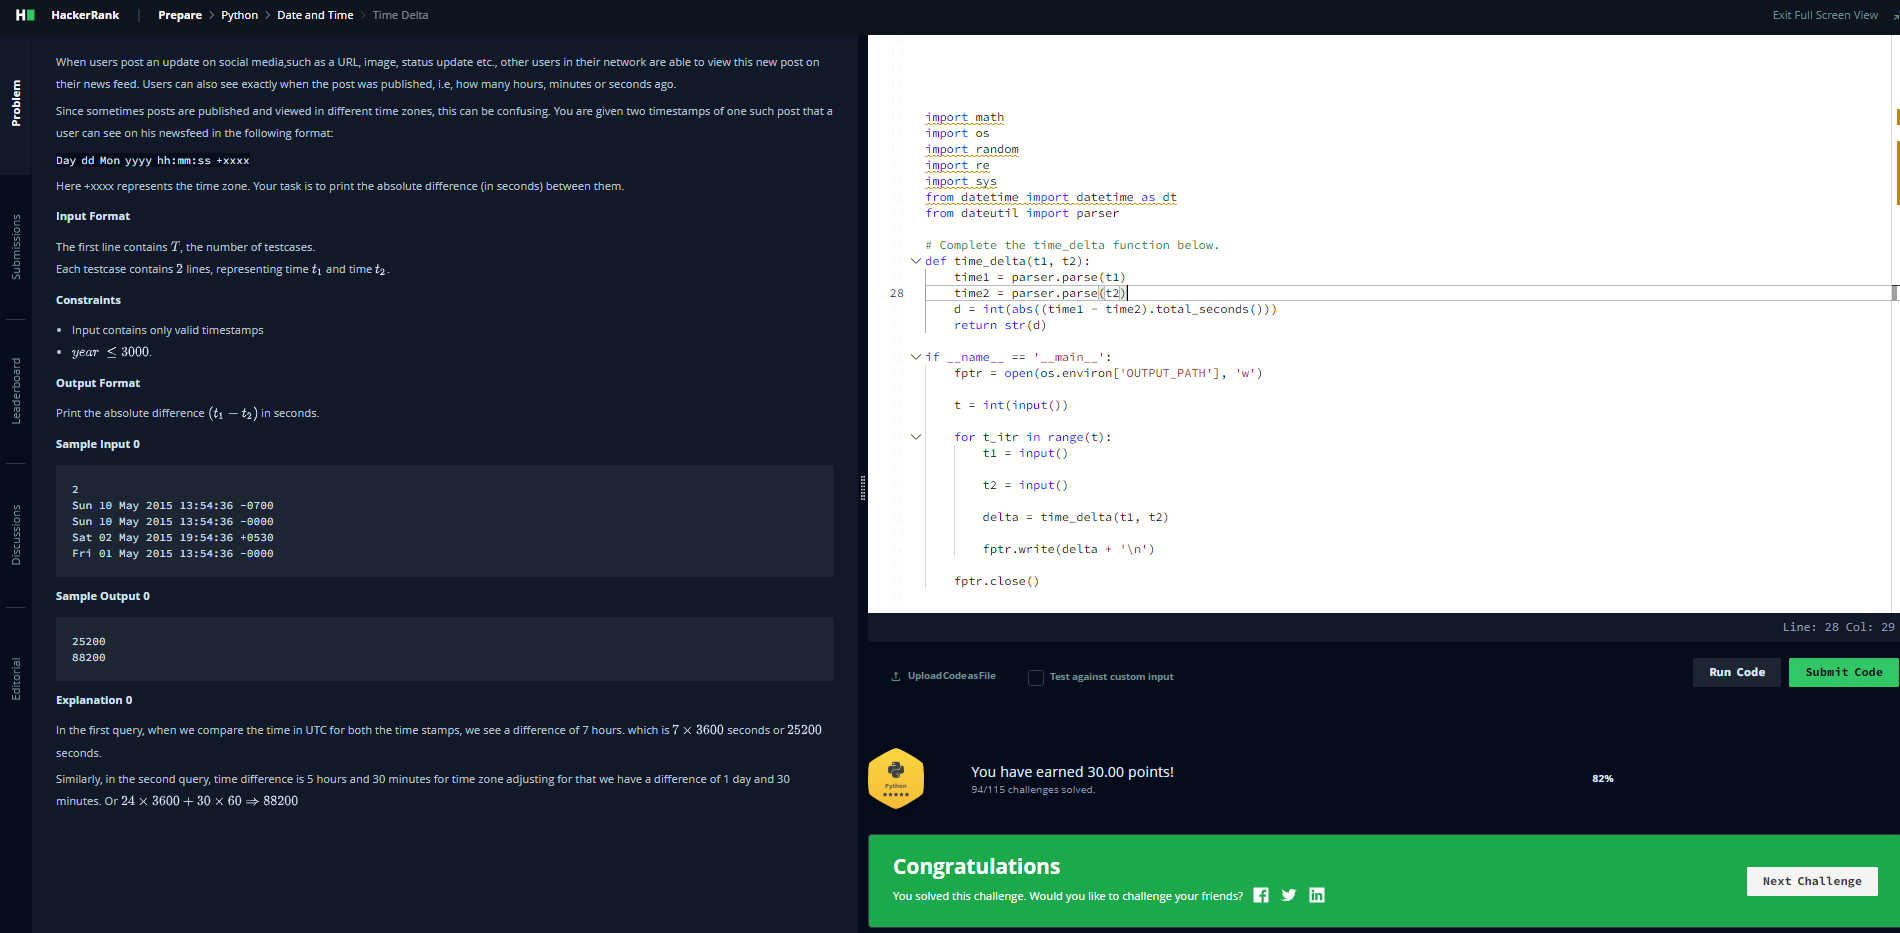 HackerRank | Prepare > Python > Date and Time > Time Delta
Exit Full Screen View
Problem
Submissions
Leaderboard
Discussions
Editorial
When users post an update on social media,such as a URL, image, status update etc., other users in their network are able to view this new post on
their news feed. Users can also see exactly when the post was published, i.e, how many hours, minutes or seconds ago.
Since sometimes posts are published and viewed in different time zones, this can be confusing. You are given two timestamps of one such post that a
user can see on his newsfeed in the following format:
Day dd Mon yyyy hh:mm:ss +xxxx
Here +xxxx represents the time zone. Your task is to print the absolute difference (in seconds) between them.
Input Format
The first line contains T, the number of testcases.
Each testcase contains 2 lines, representing time t₁ and time t₂.
Constraints
• Input contains only valid timestamps
• year ≤ 3000.
Output Format
Print the absolute difference (t₁ − t₂) in seconds.
Sample Input 0
2
Sun 10 May 2015 13:54:36 -0700
Sun 10 May 2015 13:54:36 -0000
Sat 02 May 2015 19:54:36 +0530
Fri 01 May 2015 13:54:36 -0000
Sample Output 0
25200
88200
Explanation 0
In the first query, when we compare the time in UTC for both the time stamps, we see a difference of 7 hours. which is 7 × 3600 seconds or 25200
seconds.
Similarly, in the second query, time difference is 5 hours and 30 minutes for time zone adjusting for that we have a difference of 1 day and 30
minutes. Or 24 × 3600 + 30 × 60 ⇒ 88200
import math
import os
import random
import re
import sys
from datetime import datetime as dt
from dateutil import parser
# Complete the time_delta function below.
def time_delta(t1, t2):
time1 = parser.parse(t1)
28 time2 = parser.parse(t2)
d = int(abs((time1 - time2).total_seconds()))
return str(d)
if __name__ == '__main__':
fptr = open(os.environ['OUTPUT_PATH'], 'w')
t = int(input())
for t_itr in range(t):
t1 = input()
t2 = input()
delta = time_delta(t1, t2)
fptr.write(delta + '\n')
fptr.close()
Line: 28 Col: 29
Upload Code as File
Test against custom input
Run Code
Submit Code
Python
You have earned 30.00 points!
94/115 challenges solved.
82%
Congratulations
You solved this challenge. Would you like to challenge your friends?
Next Challenge